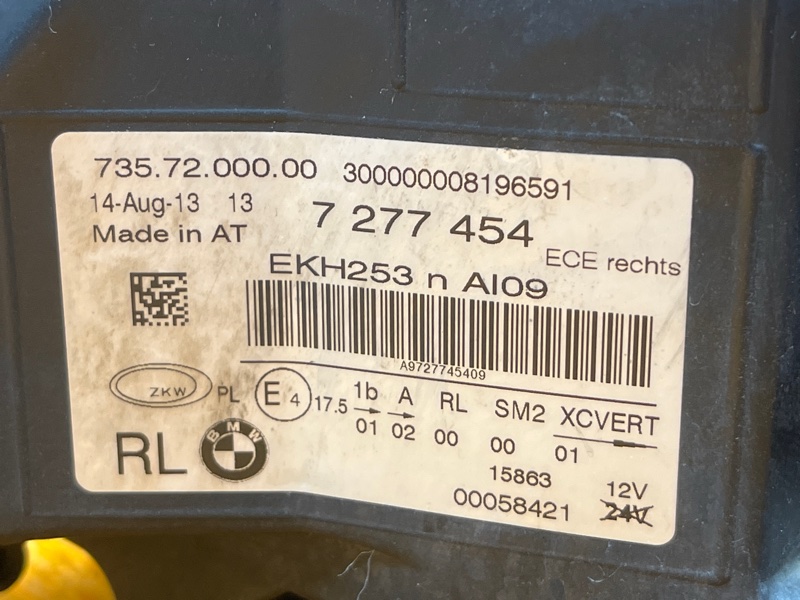 735.72.000.00 300000008196591
14-Aug-13 13
7 277 454
Made in AT
ECE rechts
EKH253 n AI09
A9727745409
ZKW PL E 4 17.5 1b A RL SM2 XCVERT
01 02 00 00 01
RL BMW
15863
00058421
12V
24V